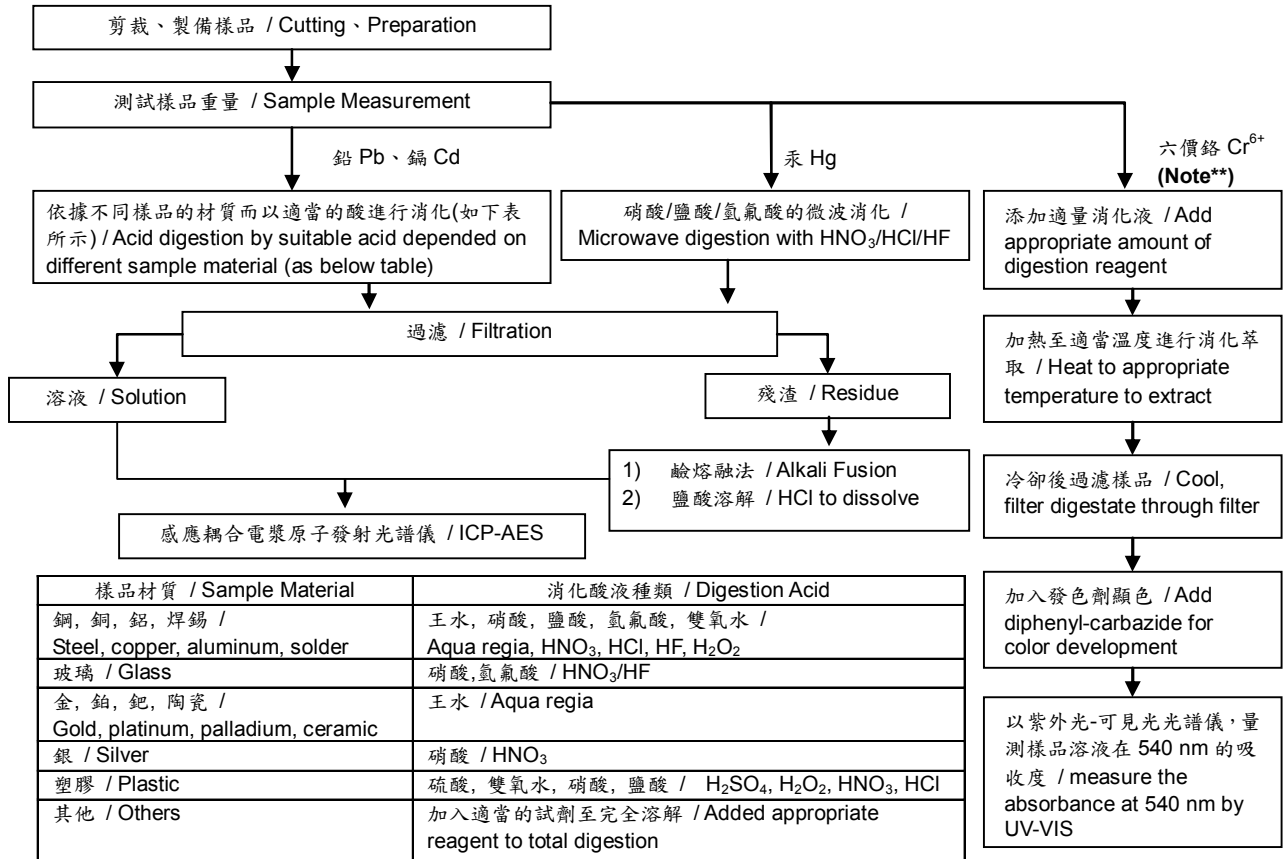 剪裁、製備樣品 / Cutting、Preparation
測試樣品重量 / Sample Measurement
鉛 Pb、鎘 Cd
汞 Hg
六價鉻 Cr⁶⁺
(Note**)
依據不同樣品的材質而以適當的酸進行消化(如下表
所示) / Acid digestion by suitable acid depended on
different sample material (as below table)
硝酸/鹽酸/氫氟酸的微波消化 /
Microwave digestion with HNO₃/HCl/HF
添加適量消化液 / Add
appropriate amount of
digestion reagent
過濾 / Filtration
加熱至適當溫度進行消化萃
取 / Heat to appropriate
temperature to extract
溶液 / Solution
殘渣 / Residue
1) 鹼熔融法 / Alkali Fusion
2) 鹽酸溶解 / HCl to dissolve
冷卻後過濾樣品 / Cool,
filter digestate through filter
感應耦合電漿原子發射光譜儀 / ICP-AES
加入發色劑顯色 / Add
diphenyl-carbazide for
color development
以紫外光-可見光光譜儀，量
測樣品溶液在 540 nm 的吸
收度 / measure the
absorbance at 540 nm by
UV-VIS
樣品材質 / Sample Material 消化酸液種類 / Digestion Acid
鋼, 銅, 鋁, 焊錫 / 王水, 硝酸, 鹽酸, 氫氟酸, 雙氧水 /
Steel, copper, aluminum, solder Aqua regia, HNO₃, HCl, HF, H₂O₂
玻璃 / Glass 硝酸,氫氟酸 / HNO₃/HF
金, 鉑, 鈀, 陶瓷 / 王水 / Aqua regia
Gold, platinum, palladium, ceramic
銀 / Silver 硝酸 / HNO₃
塑膠 / Plastic 硫酸, 雙氧水, 硝酸, 鹽酸 / H₂SO₄, H₂O₂, HNO₃, HCl
其他 / Others 加入適當的試劑至完全溶解 / Added appropriate
reagent to total digestion